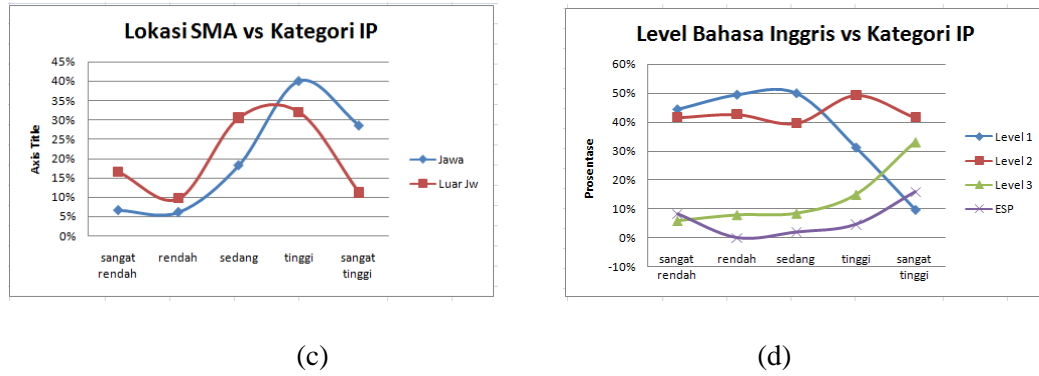 Lokasi SMA vs Kategori IP
45%
40%
35%
30%
25%
20%
15%
10%
5%
0%
Axis Title
sangat rendah
rendah
sedang
tinggi
sangat tinggi
Jawa
Luar Jw
(c)
Level Bahasa Inggris vs Kategori IP
60%
50%
40%
30%
20%
10%
0%
-10%
Prosentase
sangat rendah
rendah
sedang
tinggi
sangat tinggi
Level 1
Level 2
Level 3
ESP
(d)